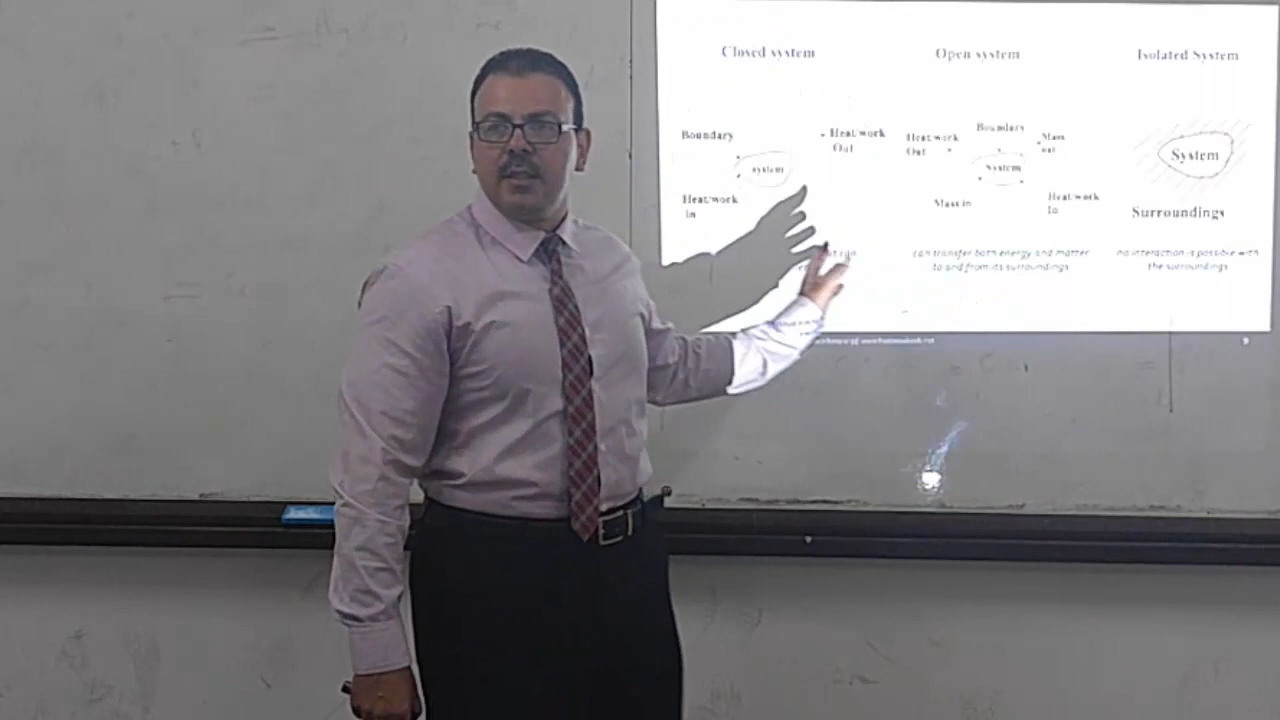 Closed system
Open system
Isolated System
Boundary
Heat/work
Out
system
Heat/work
in
Heat/work
Out
Boundary
Mass
out
System
Mass in
Heat/work
In
System
Surroundings
can transfer both energy and matter
to and from its surroundings
no interaction is possible with
the surroundings
9